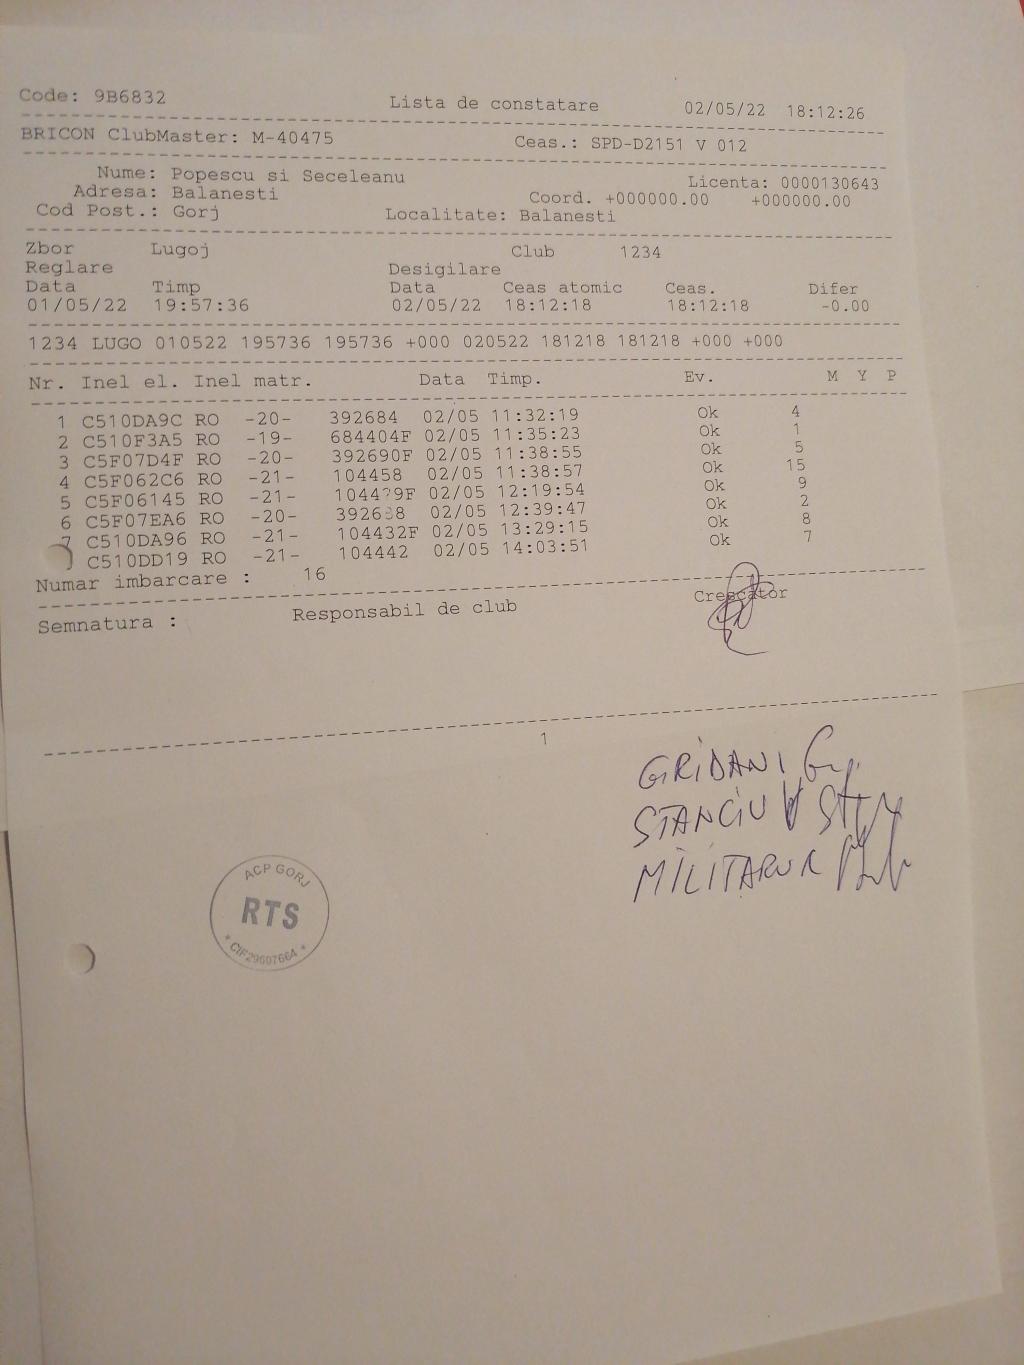 Code: 9B6832 Lista de constatare 02/05/22 18:12:26
BRICON ClubMaster: M-40475 Ceas.: SPD-D2151 V 012
Nume: Popescu si Seceleanu Licenta: 0000130643
Adresa: Balanesti Coord. +000000.00 +000000.00
Cod Post.: Gorj Localitate: Balanesti
Zbor Lugoj Club 1234
Reglare Desigilare
Data Timp Data Ceas atomic Ceas. Difer
01/05/22 19:57:36 02/05/22 18:12:18 18:12:18 -0.00
1234 LUGO 010522 195736 195736 +000 020522 181218 181218 +000 +000
Nr. Inel el. Inel matr. Data Timp. Ev. M Y P
1 C510DA9C RO -20- 392684 02/05 11:32:19 Ok 4
2 C510F3A5 RO -19- 684404F 02/05 11:35:23 Ok 1
3 C5F07D4F RO -20- 392690F 02/05 11:38:55 Ok 5
4 C5F062C6 RO -21- 104458 02/05 11:38:57 Ok 15
5 C5F06145 RO -21- 02/05 12:19:54 Ok 9
6 C5F07EA6 RO -20- 02/05 12:39:47 Ok 2
7 C510DA96 RO -21- 104432F 02/05 13:29:15 Ok 8
C510DD19 RO -21- 104442 02/05 14:03:51 Ok 7
Numar imbarcare : 16
Semnatura : Responsabil de club Crescator
1
GRIDANI
STANCIU V
MILITARU R
ACP GORJ
RTS
* CIF29607664 *